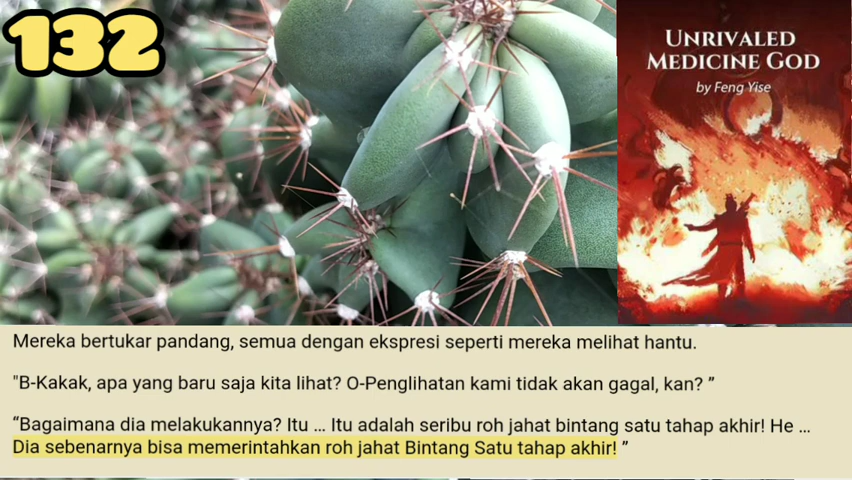 132
UNRIVALED
MEDICINE GOD
by Feng Yise
Mereka bertukar pandang, semua dengan ekspresi seperti mereka melihat hantu.
"B-Kakak, apa yang baru saja kita lihat? O-Penglihatan kami tidak akan gagal, kan? ”
“Bagaimana dia melakukannya? Itu ... Itu adalah seribu roh jahat bintang satu tahap akhir! He ...
Dia sebenarnya bisa memerintahkan roh jahat Bintang Satu tahap akhir! ”